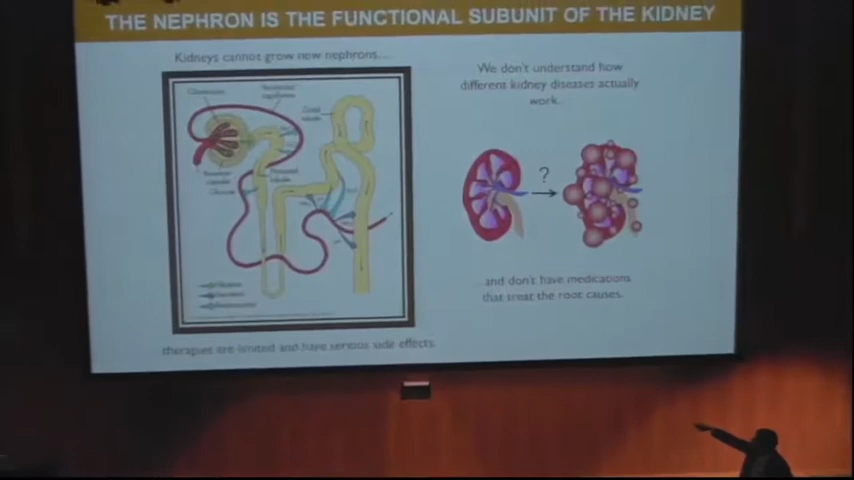 THE NEPHRON IS THE FUNCTIONAL SUBUNIT OF THE KIDNEY
Kidneys cannot grow new nephrons...
We don't understand how
different kidney diseases actually
work.
?
and don't have medications
that treat the root causes.
therapies are limited and have serious side effects